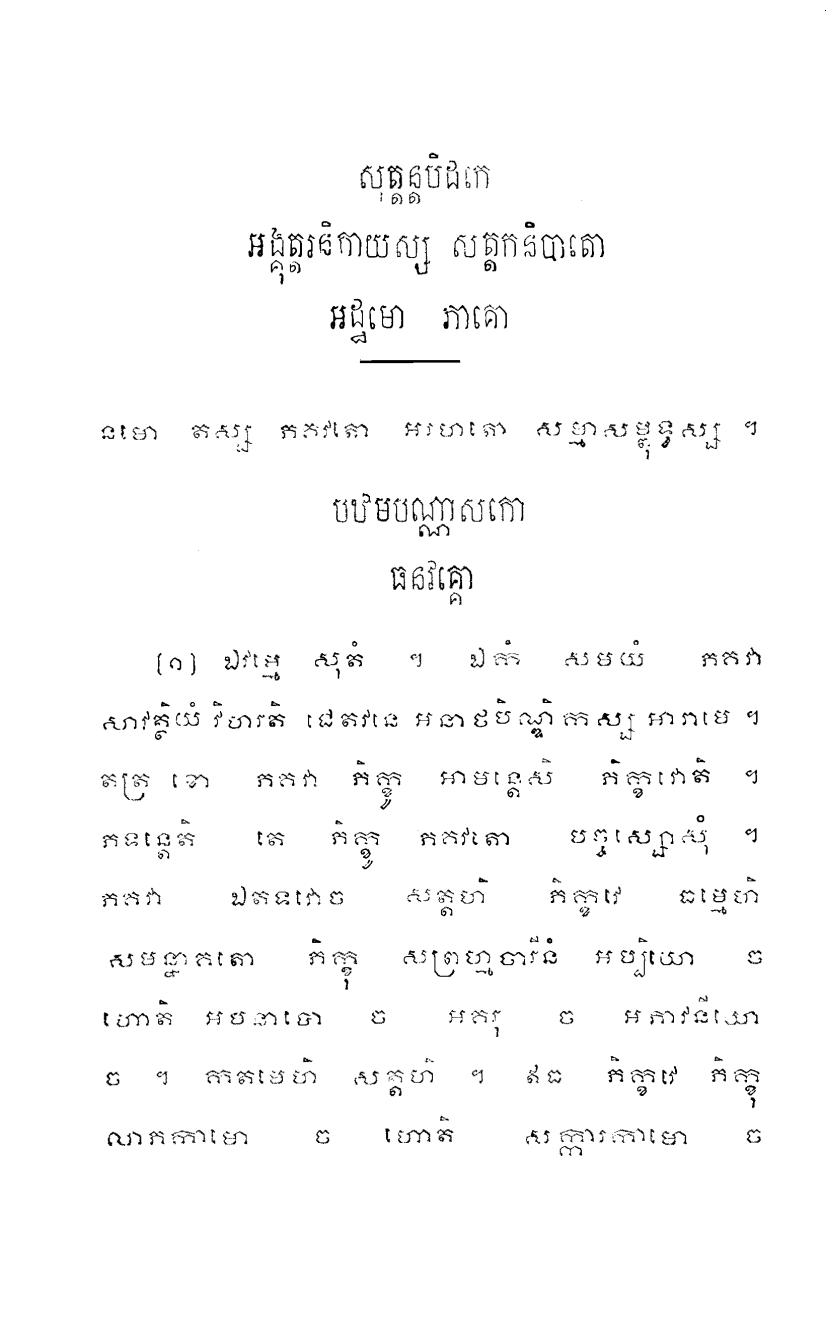 សុត្តន្តបិដកេ
អង្គុត្តរនិកាយស្ស សត្តកនិបាតោ
អដ្ឋមោ ភាគោ
នមោ តស្ស ភគវតោ អរហតោ សម្មាសម្ពុទ្ធស្ស ។
បឋមបណ្ណាសកោ
ធនវគ្គោ
[១] ឯវម្មេ សុតំ ។ ឯកំ សមយំ ភគវា
សាវត្ថិយំ វិហរតិ ជេតវនេ អនាថបិណ្ឌិកស្ស អារាមេ ។
តត្រ ខោ ភគវា ភិក្ខូ អាមន្តេសិ ភិក្ខវោតិ ។
ភទន្តេតិ តេ ភិក្ខូ ភគវតោ បច្ចស្សោសុំ ។
ភគវា ឯតទវោច សត្តហិ ភិក្ខវេ ធម្មេហិ
សមន្នាគតោ ភិក្ខុ សព្រហ្មចារីនំ អប្បិយោ ច
ហោតិ អមនាបោ ច អគរុ ច អភាវនីយោ
ច ។ កាតមេហិ សត្តហិ ។ ឥធ ភិក្ខវេ ភិក្ខុ
លាភកាមោ ច ហោតិ សក្ការកាមោ ច